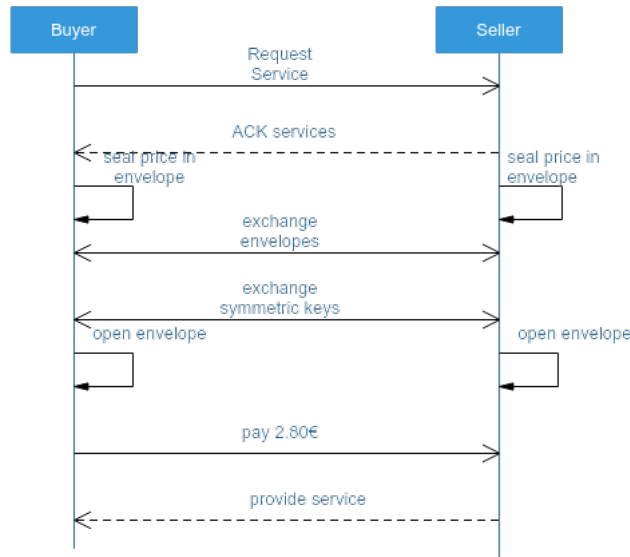 Buyer
Seller
Request
Service
ACK services
seal price in
envelope
seal price in
envelope
exchange
envelopes
exchange
symmetric keys
open envelope
open envelope
pay 2.80€
provide service